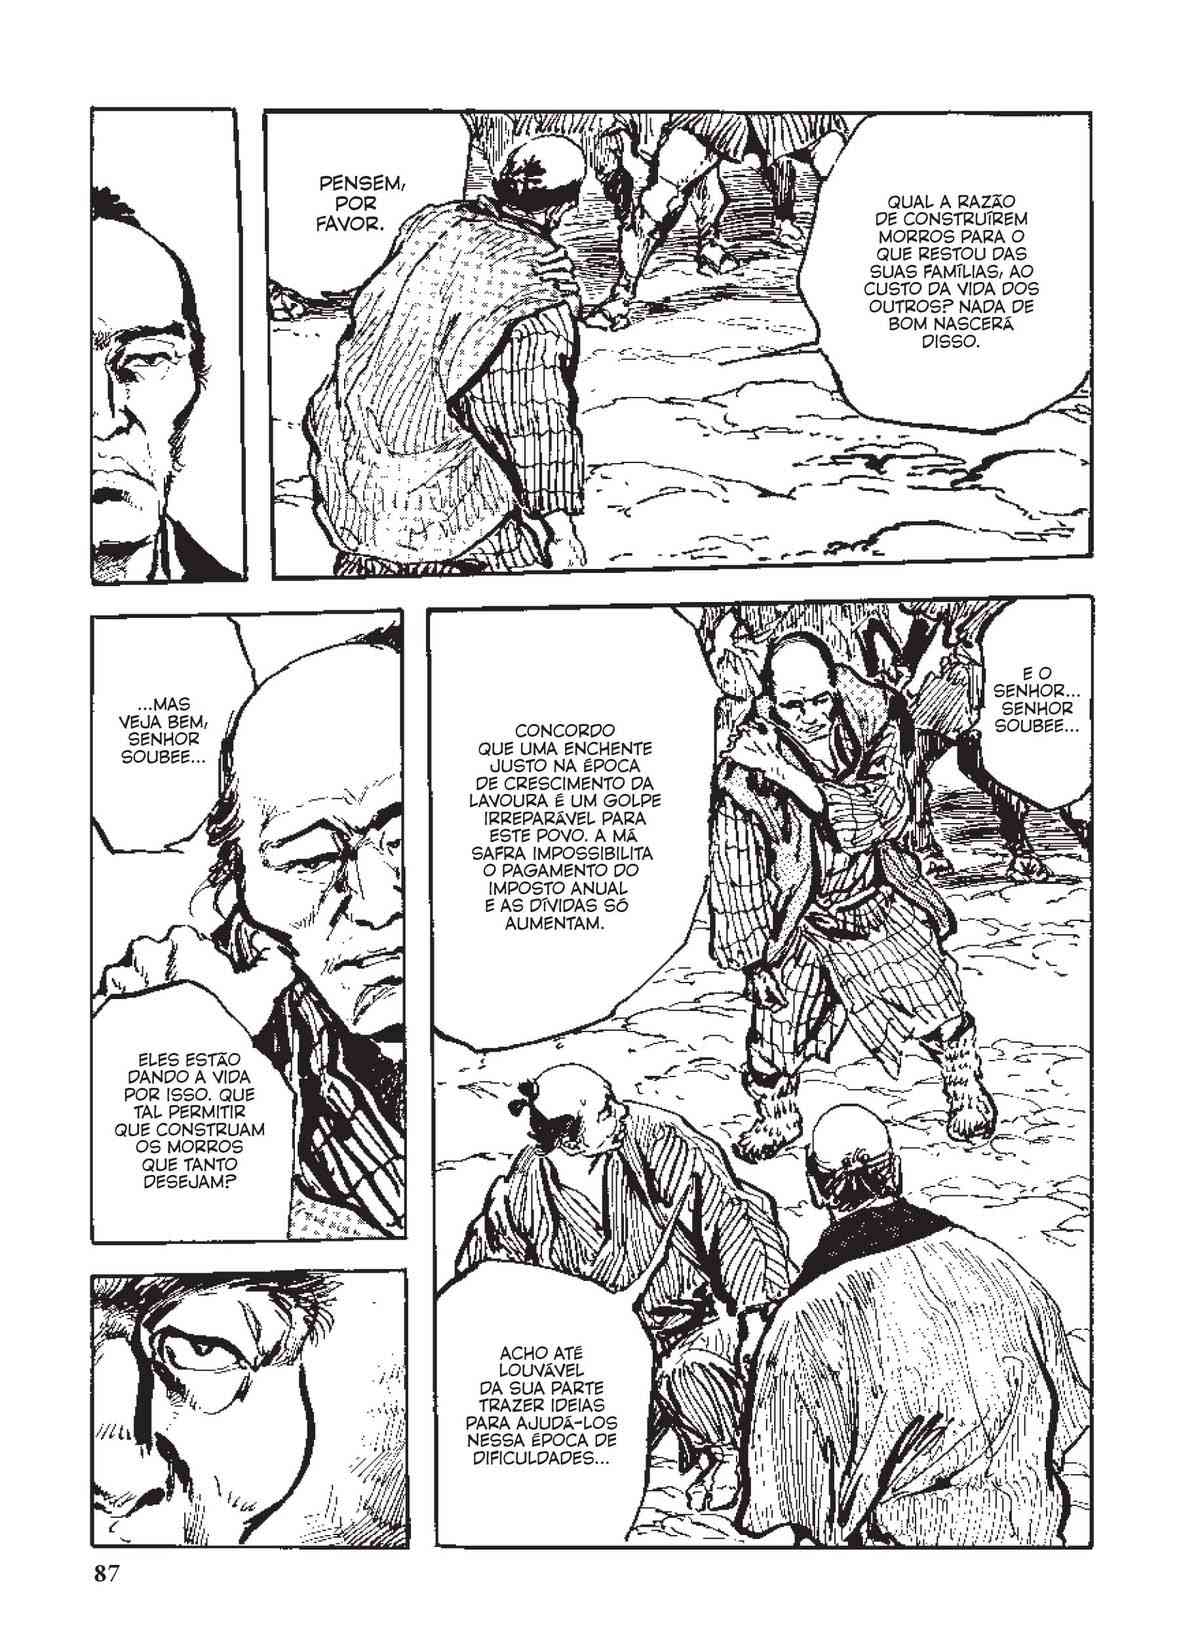 QUAL A RAZÃO
DE CONSTRUÍREM
MORROS PARA O
QUE RESTOU DAS
SUAS FAMÍLIAS, AO
CUSTO DA VIDA DOS
OUTROS? NADA DE
BOM NASCERÁ
DISSO.
PENSEM,
POR
FAVOR.
E O
SENHOR...
SENHOR
SOUBEE...
CONCORDO
QUE UMA ENCHENTE
JUSTO NA ÉPOCA
DE CRESCIMENTO DA
LAVOURA É UM GOLPE
IRREPARÁVEL PARA
ESTE POVO. A MÁ
SAFRA IMPOSSIBILITA
O PAGAMENTO DO
IMPOSTO ANUAL
E AS DÍVIDAS SÓ
AUMENTAM.
ACHO ATÉ
LOUVÁVEL
DA SUA PARTE
TRAZER IDEIAS
PARA AJUDÁ-LOS
NESSA ÉPOCA DE
DIFICULDADES...
...MAS
VEJA BEM,
SENHOR
SOUBEE...
ELES ESTÃO
DANDO A VIDA
POR ISSO. QUE
TAL PERMITIR
QUE CONSTRUAM
OS MORROS
QUE TANTO
DESEJAM?
87